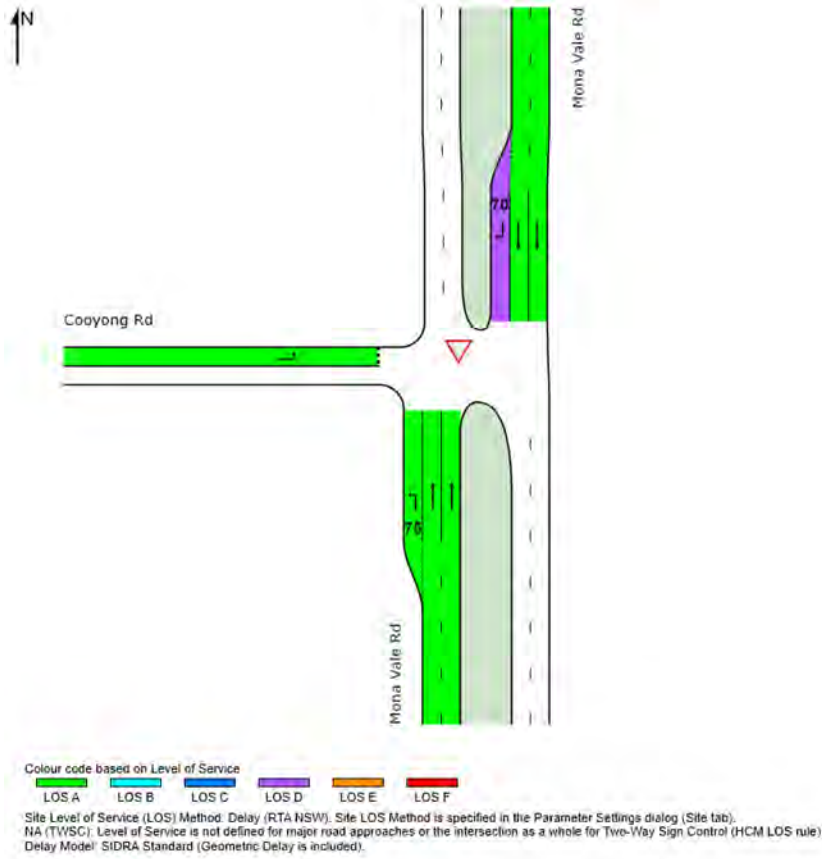 N
Mona Vale Rd
70
Cooyong Rd
75
Mona Vale Rd
Colour code based on Level of Service
LOS A LOS B LOS C LOS D LOS E LOS F
Site Level of Service (LOS) Method: Delay (RTA NSW). Site LOS Method is specified in the Parameter Settings dialog (Site tab).
NA (TWSC): Level of Service is not defined for major road approaches or the intersection as a whole for Two-Way Sign Control (HCM LOS rule)
Delay Model: SIDRA Standard (Geometric Delay is included).